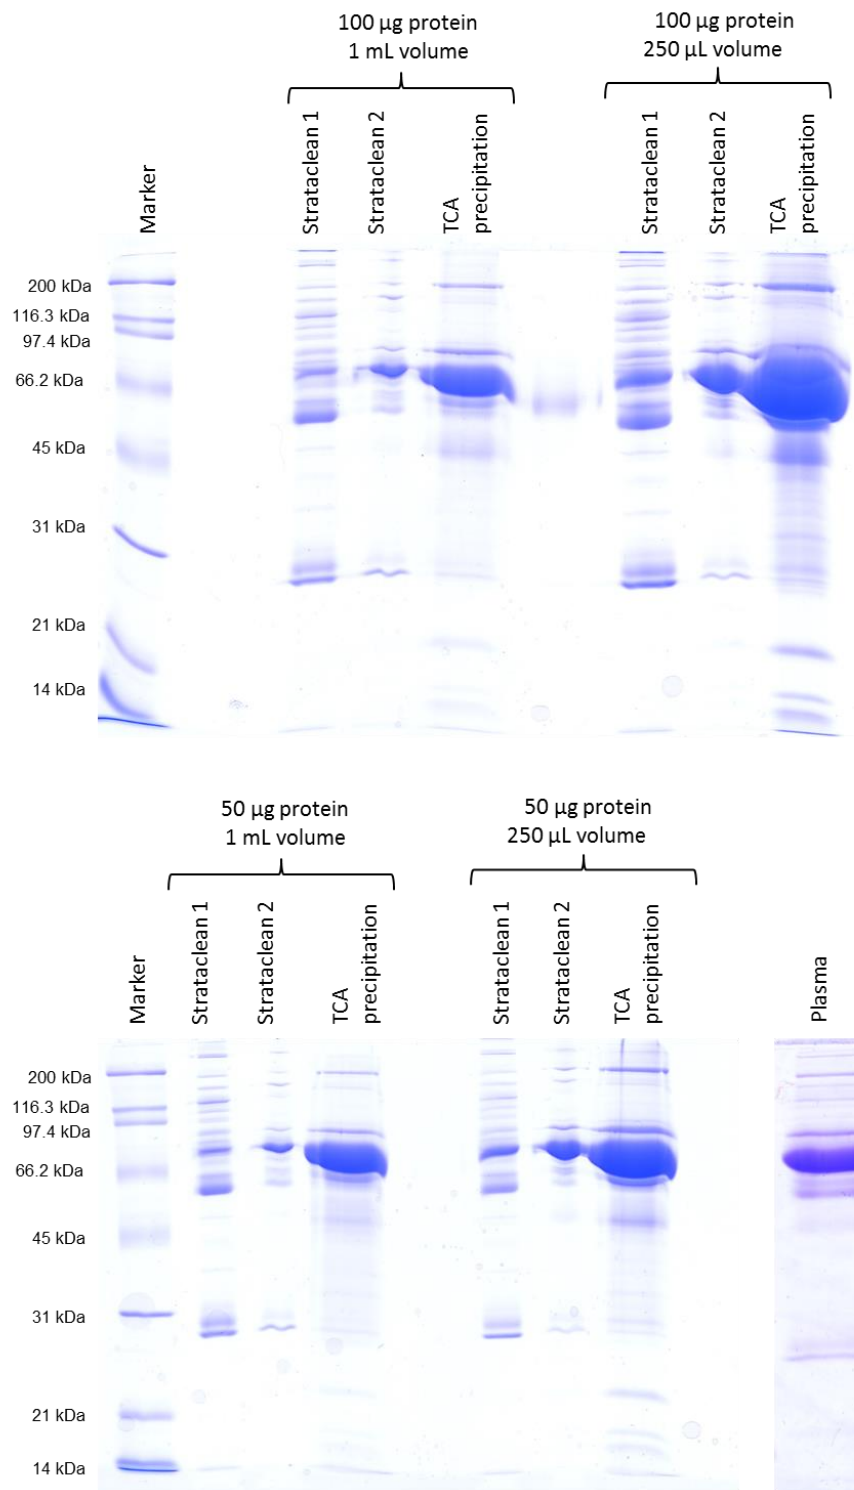 100 µg protein
1 mL volume
100 µg protein
250 µL volume
Marker
Strataclean 1
Strataclean 2
TCA
precipitation
Strataclean 1
Strataclean 2
TCA
precipitation
200 kDa
116.3 kDa
97.4 kDa
66.2 kDa
45 kDa
31 kDa
21 kDa
14 kDa
50 µg protein
1 mL volume
50 µg protein
250 µL volume
Marker
Strataclean 1
Strataclean 2
TCA
precipitation
Strataclean 1
Strataclean 2
TCA
precipitation
Plasma
200 kDa
116.3 kDa
97.4 kDa
66.2 kDa
45 kDa
31 kDa
21 kDa
14 kDa